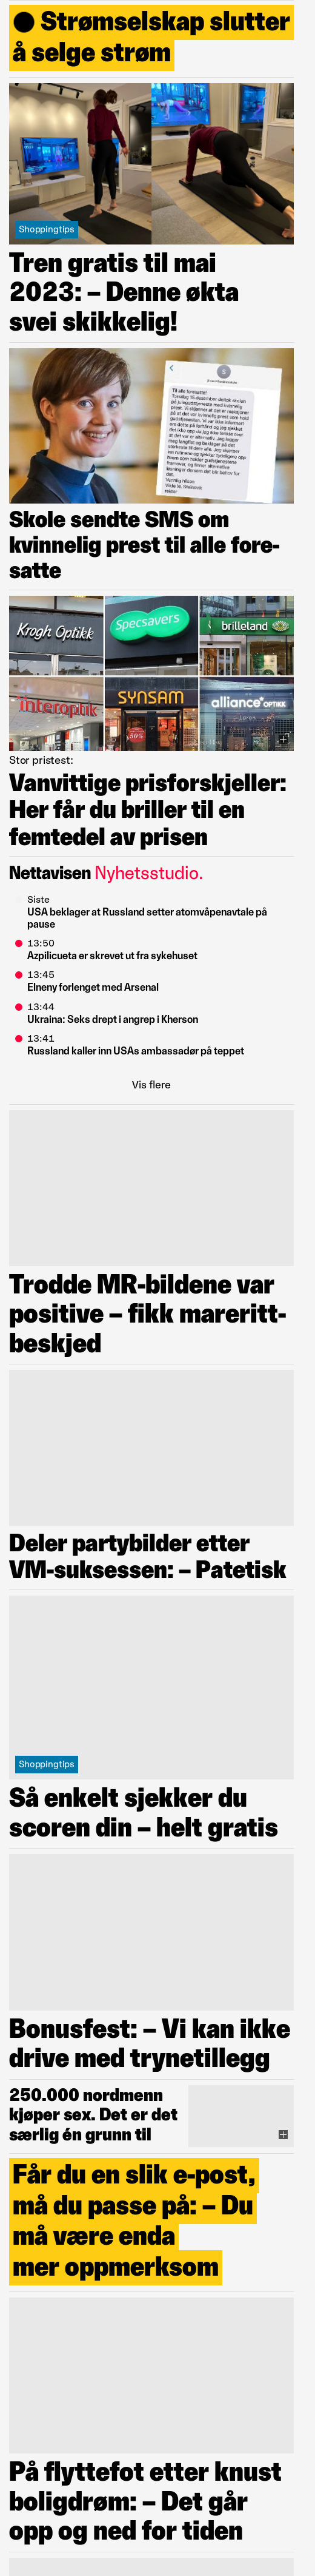 Strømselskap slutter
å selge strøm
Shoppingtips
Tren gratis til mai
2023: – Denne økta
svei skikkelig!
Skole sendte SMS om
kvinnelig prest til alle fore-
satte
Krogh Optikk
Specsavers
brilleland
interoptik
SYNSAM
50%
alliance OPTIKK
Stor pristest:
Vanvittige prisforskjeller:
Her får du briller til en
femtedel av prisen
Nettavisen Nyhetsstudio.
Siste
USA beklager at Russland setter atomvåpenavtale på
pause
13:50
Azpilicueta er skrevet ut fra sykehuset
13:45
Elneny forlenget med Arsenal
13:44
Ukraina: Seks drept i angrep i Kherson
13:41
Russland kaller inn USAs ambassadør på teppet
Vis flere
Trodde MR-bildene var
positive – fikk mareritt-
beskjed
Deler partybilder etter
VM-suksessen: – Patetisk
Shoppingtips
Så enkelt sjekker du
scoren din – helt gratis
Bonusfest: – Vi kan ikke
drive med trynetillegg
250.000 nordmenn
kjøper sex. Det er det
særlig én grunn til
Får du en slik e-post,
må du passe på: – Du
må være enda
mer oppmerksom
På flyttefot etter knust
boligdrøm: – Det går
opp og ned for tiden